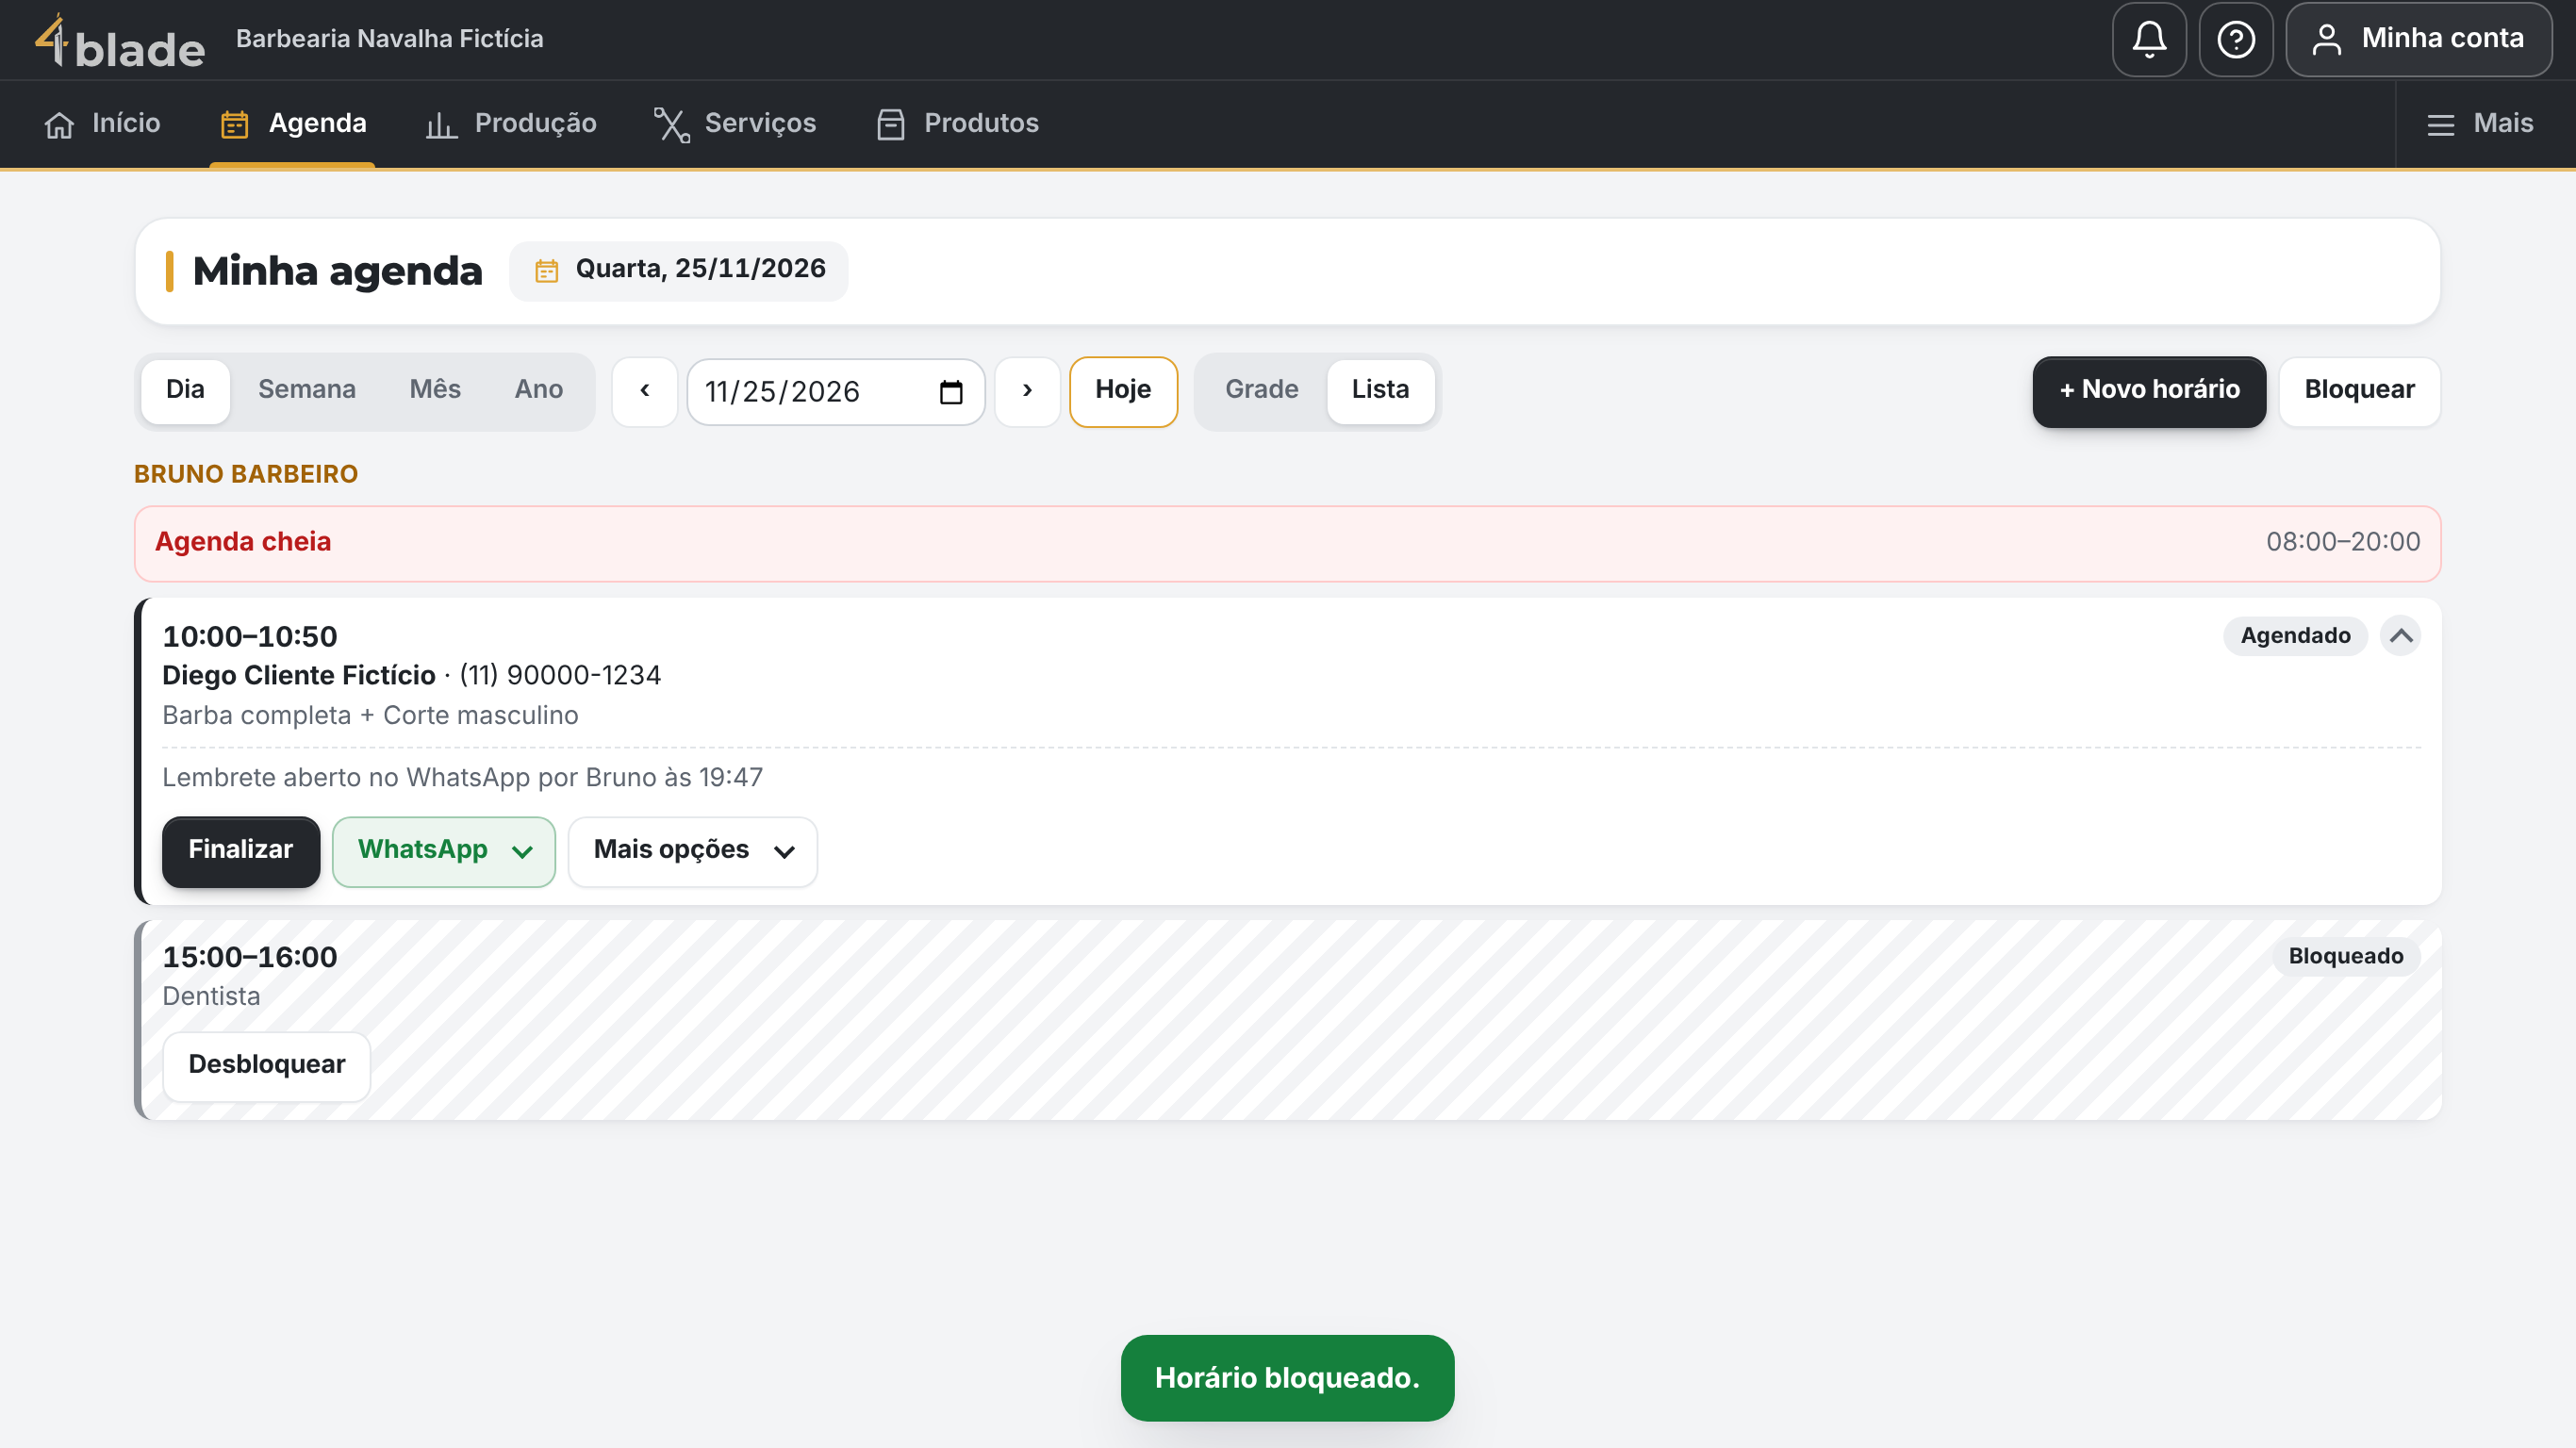 4blade
Barbearia Navalha Fictícia
Minha conta
Início
Agenda
Produção
Serviços
Produtos
Mais
Minha agenda
Quarta, 25/11/2026
Dia
Semana
Mês
Ano
‹
11/25/2026
›
Hoje
Grade
Lista
+ Novo horário
Bloquear
BRUNO BARBEIRO
Agenda cheia
08:00–20:00
10:00–10:50
Agendado
Diego Cliente Fictício · (11) 90000-1234
Barba completa + Corte masculino
Lembrete aberto no WhatsApp por Bruno às 19:47
Finalizar
WhatsApp
Mais opções
15:00–16:00
Bloqueado
Dentista
Desbloquear
Horário bloqueado.